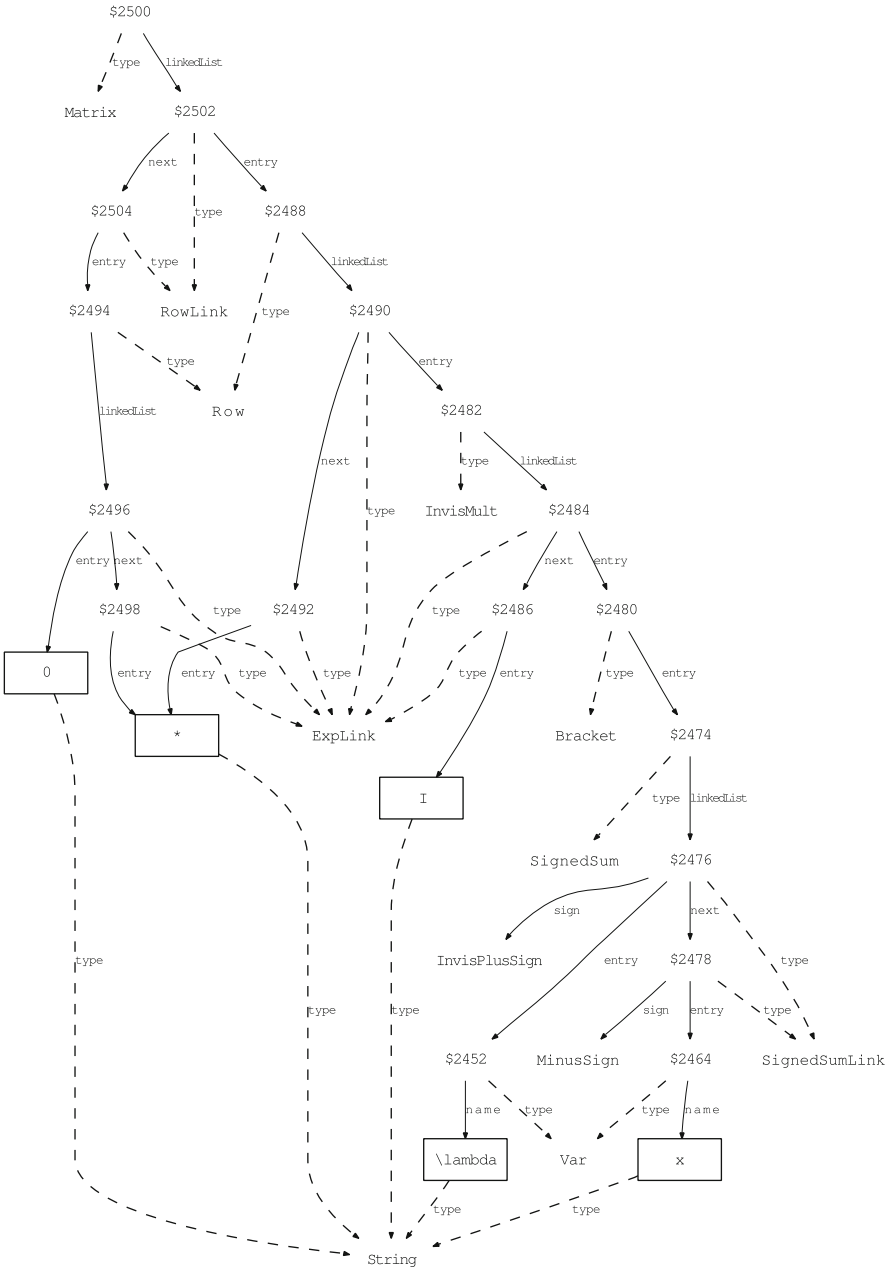 $2500
type linkedList
Matrix $2502
next entry
$2504 type $2488
entry type linkedList
$2494 RowLink type $2490
type entry
linkedList Row $2482
next type linkedList
$2496 type InvisMult $2484
entry next next entry
$2498 type $2492 type $2486 $2480
0 entry entry type type type entry type entry
* ExpLink Bracket $2474
I type linkedList
SignedSum $2476
sign next
InvisPlusSign entry $2478 type
type type type sign entry type
$2452 MinusSign $2464 SignedSumLink
name type type name
\lambda Var x
type type
String